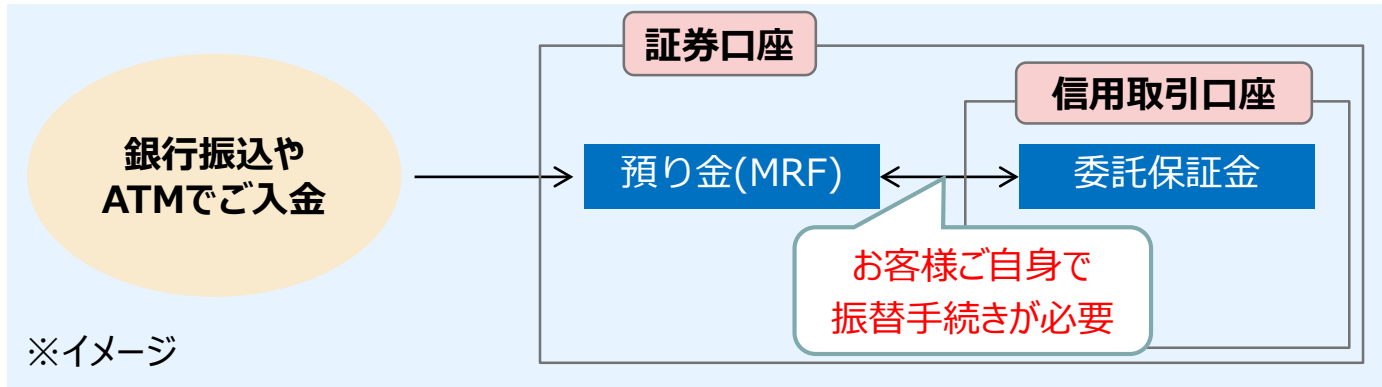 証券口座
信用取引口座
銀行振込や
ATMでご入金
預り金(MRF)
委託保証金
お客様ご自身で
振替手続きが必要
※イメージ